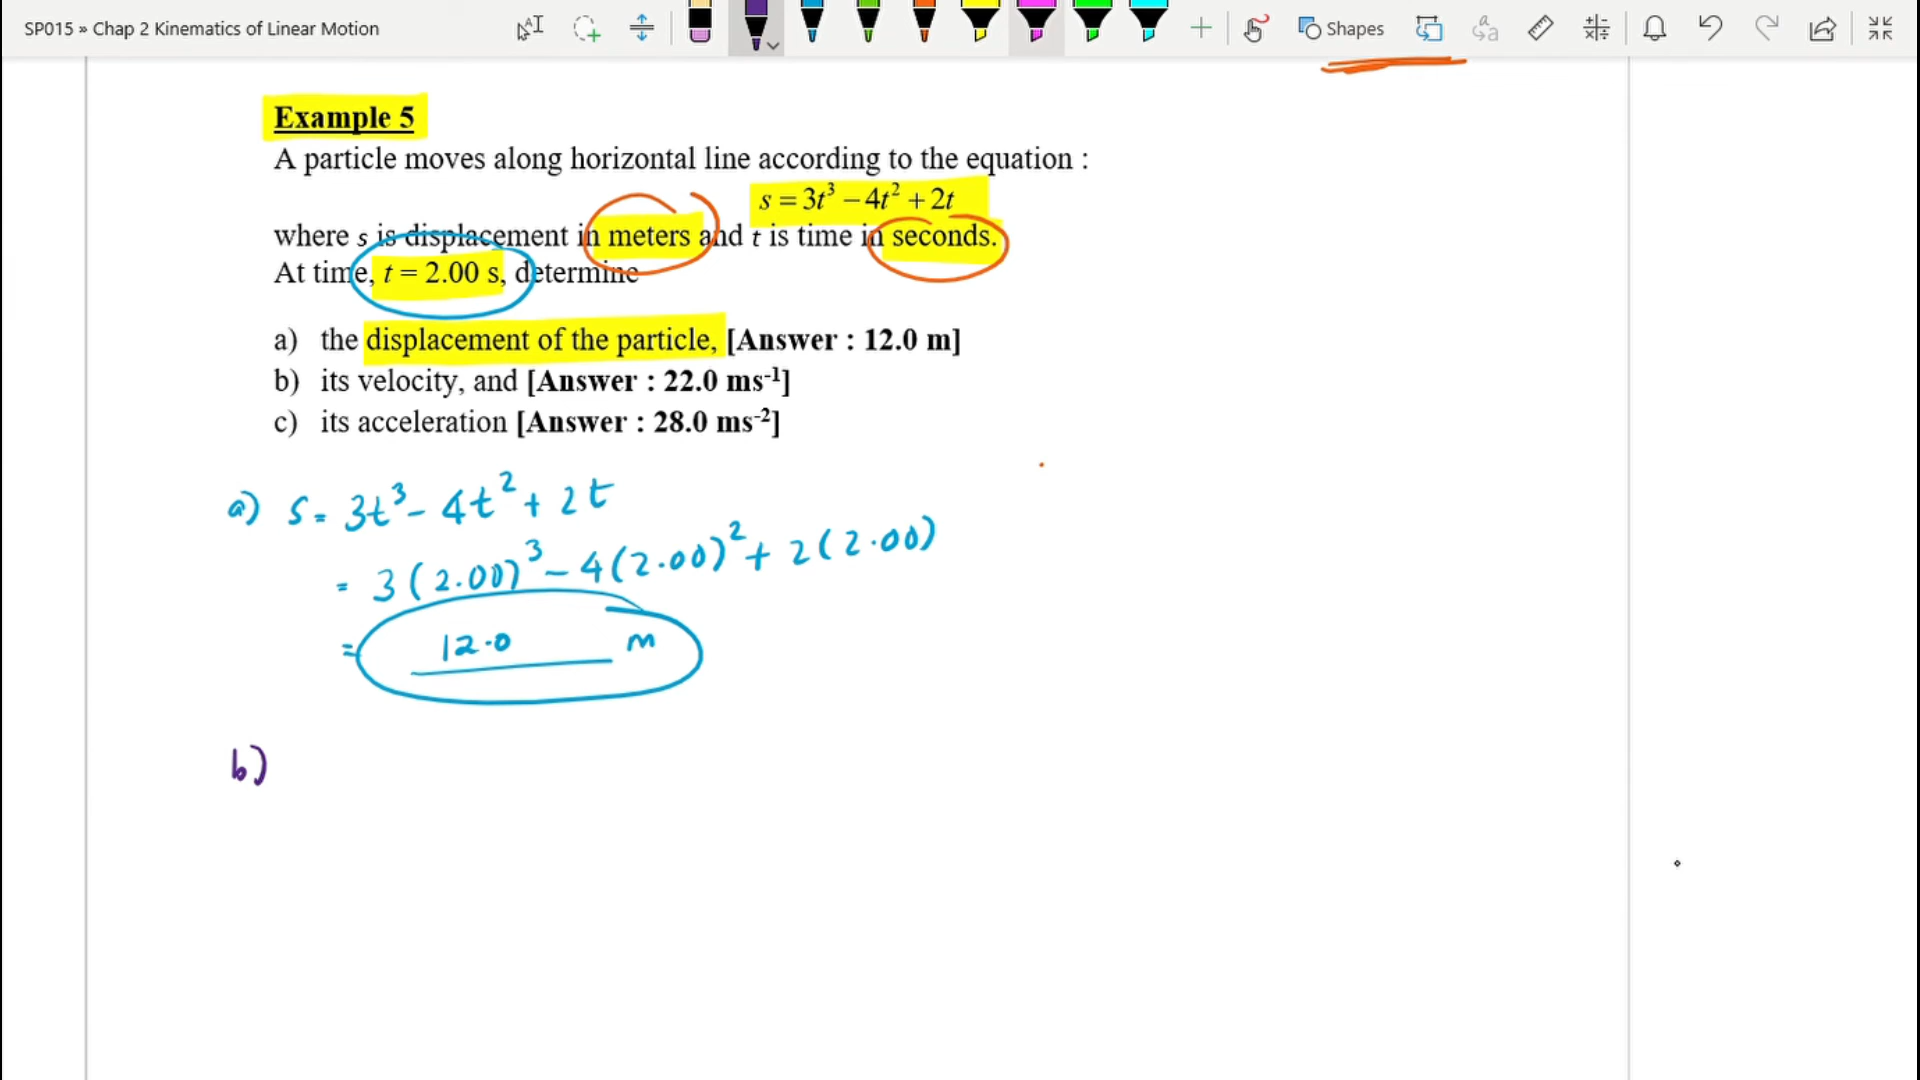 SP015 » Chap 2 Kinematics of Linear Motion
Shapes
Example 5
A particle moves along horizontal line according to the equation :
s = 3t³ – 4t² + 2t
where s is displacement in meters and t is time in seconds.
At time, t = 2.00 s, determine
a) the displacement of the particle, [Answer : 12.0 m]
b) its velocity, and [Answer : 22.0 ms⁻¹]
c) its acceleration [Answer : 28.0 ms⁻²]
a) s = 3t³ - 4t² + 2t
= 3(2.00)³ - 4(2.00)² + 2(2.00)
= 12.0 m
b)